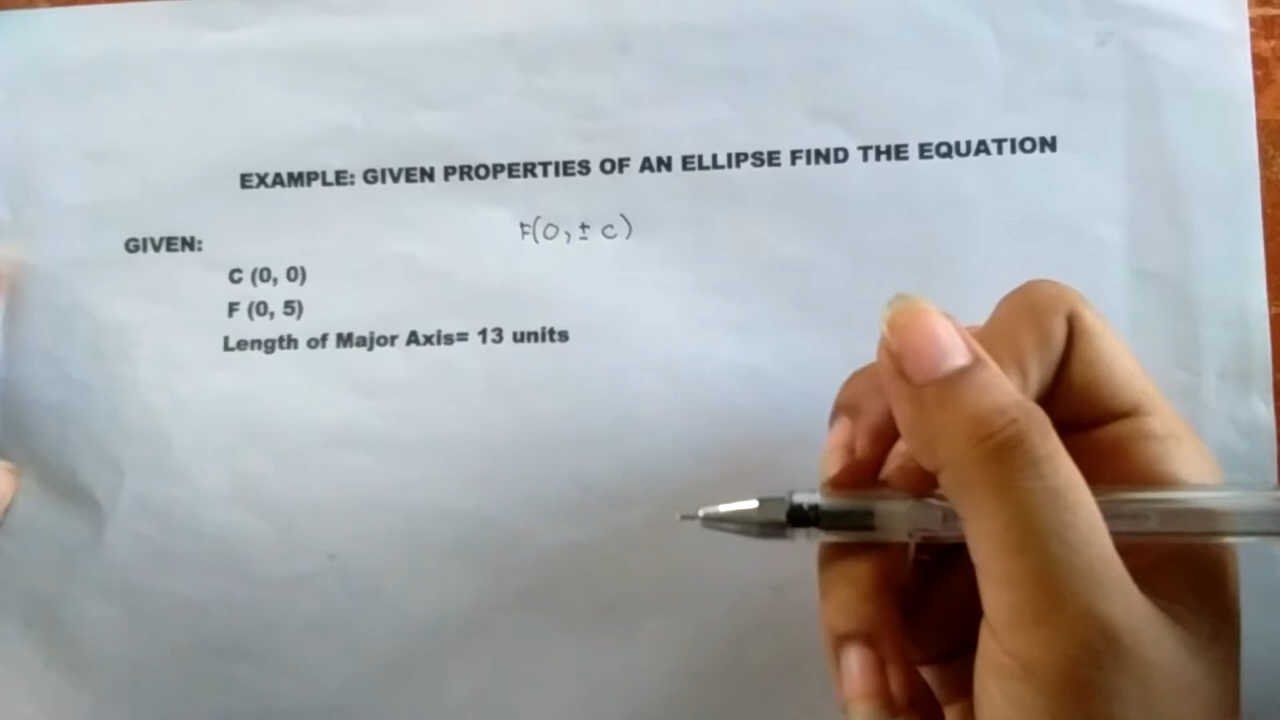 EXAMPLE: GIVEN PROPERTIES OF AN ELLIPSE FIND THE EQUATION
F(0, ± c)
GIVEN:
C (0, 0)
F (0, 5)
Length of Major Axis= 13 units